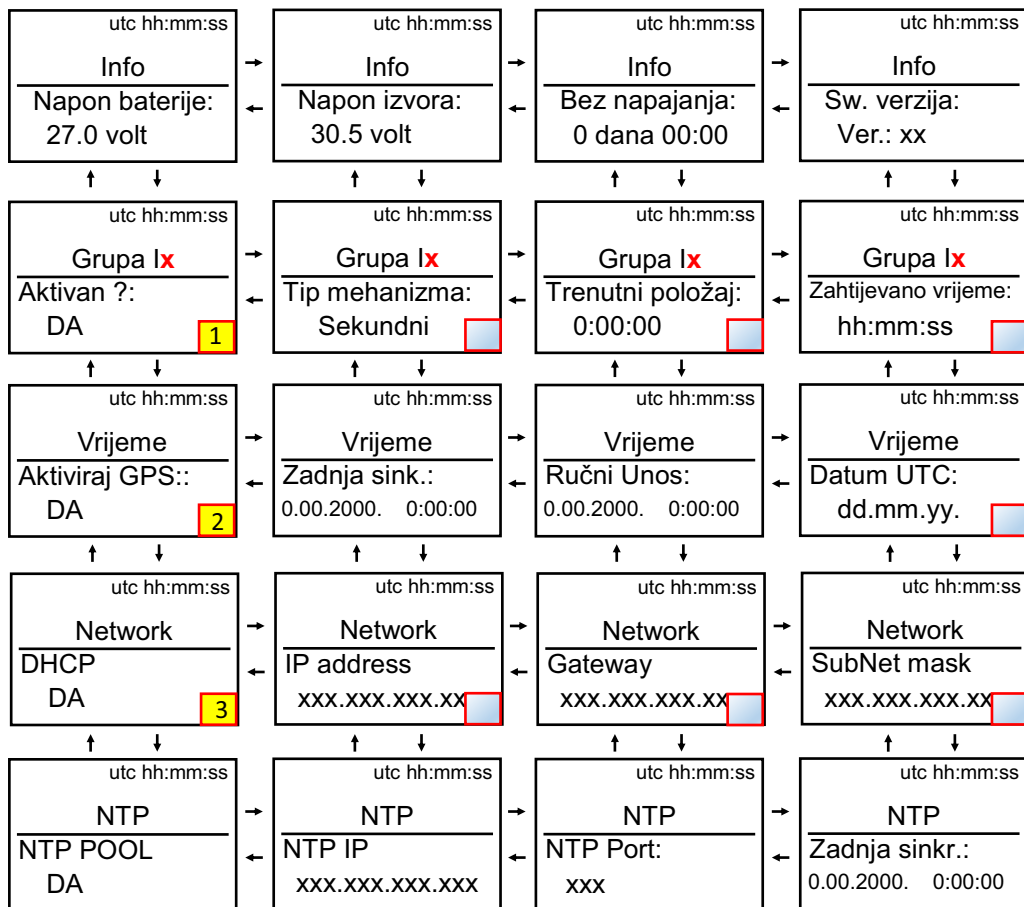 utc hh:mm:ss
Info
Napon baterije:
27.0 volt
utc hh:mm:ss
Info
Napon izvora:
30.5 volt
utc hh:mm:ss
Info
Bez napajanja:
0 dana 00:00
utc hh:mm:ss
Info
Sw. verzija:
Ver.: xx
utc hh:mm:ss
Grupa Ix
Aktivan ?:
DA
1
utc hh:mm:ss
Grupa Ix
Tip mehanizma:
Sekundni
utc hh:mm:ss
Grupa Ix
Trenutni položaj:
0:00:00
utc hh:mm:ss
Grupa Ix
Zahtijevano vrijeme:
hh:mm:ss
utc hh:mm:ss
Vrijeme
Aktiviraj GPS::
DA
2
utc hh:mm:ss
Vrijeme
Zadnja sink.:
0.00.2000. 0:00:00
utc hh:mm:ss
Vrijeme
Ručni Unos:
0.00.2000. 0:00:00
utc hh:mm:ss
Vrijeme
Datum UTC:
dd.mm.yy.
utc hh:mm:ss
Network
DHCP
DA
3
utc hh:mm:ss
Network
IP address
xxx.xxx.xxx.xx
utc hh:mm:ss
Network
Gateway
xxx.xxx.xxx.xx
utc hh:mm:ss
Network
SubNet mask
xxx.xxx.xxx.xx
utc hh:mm:ss
NTP
NTP POOL
DA
utc hh:mm:ss
NTP
NTP IP
xxx.xxx.xxx.xxx
utc hh:mm:ss
NTP
NTP Port:
xxx
utc hh:mm:ss
NTP
Zadnja sinkr.:
0.00.2000. 0:00:00